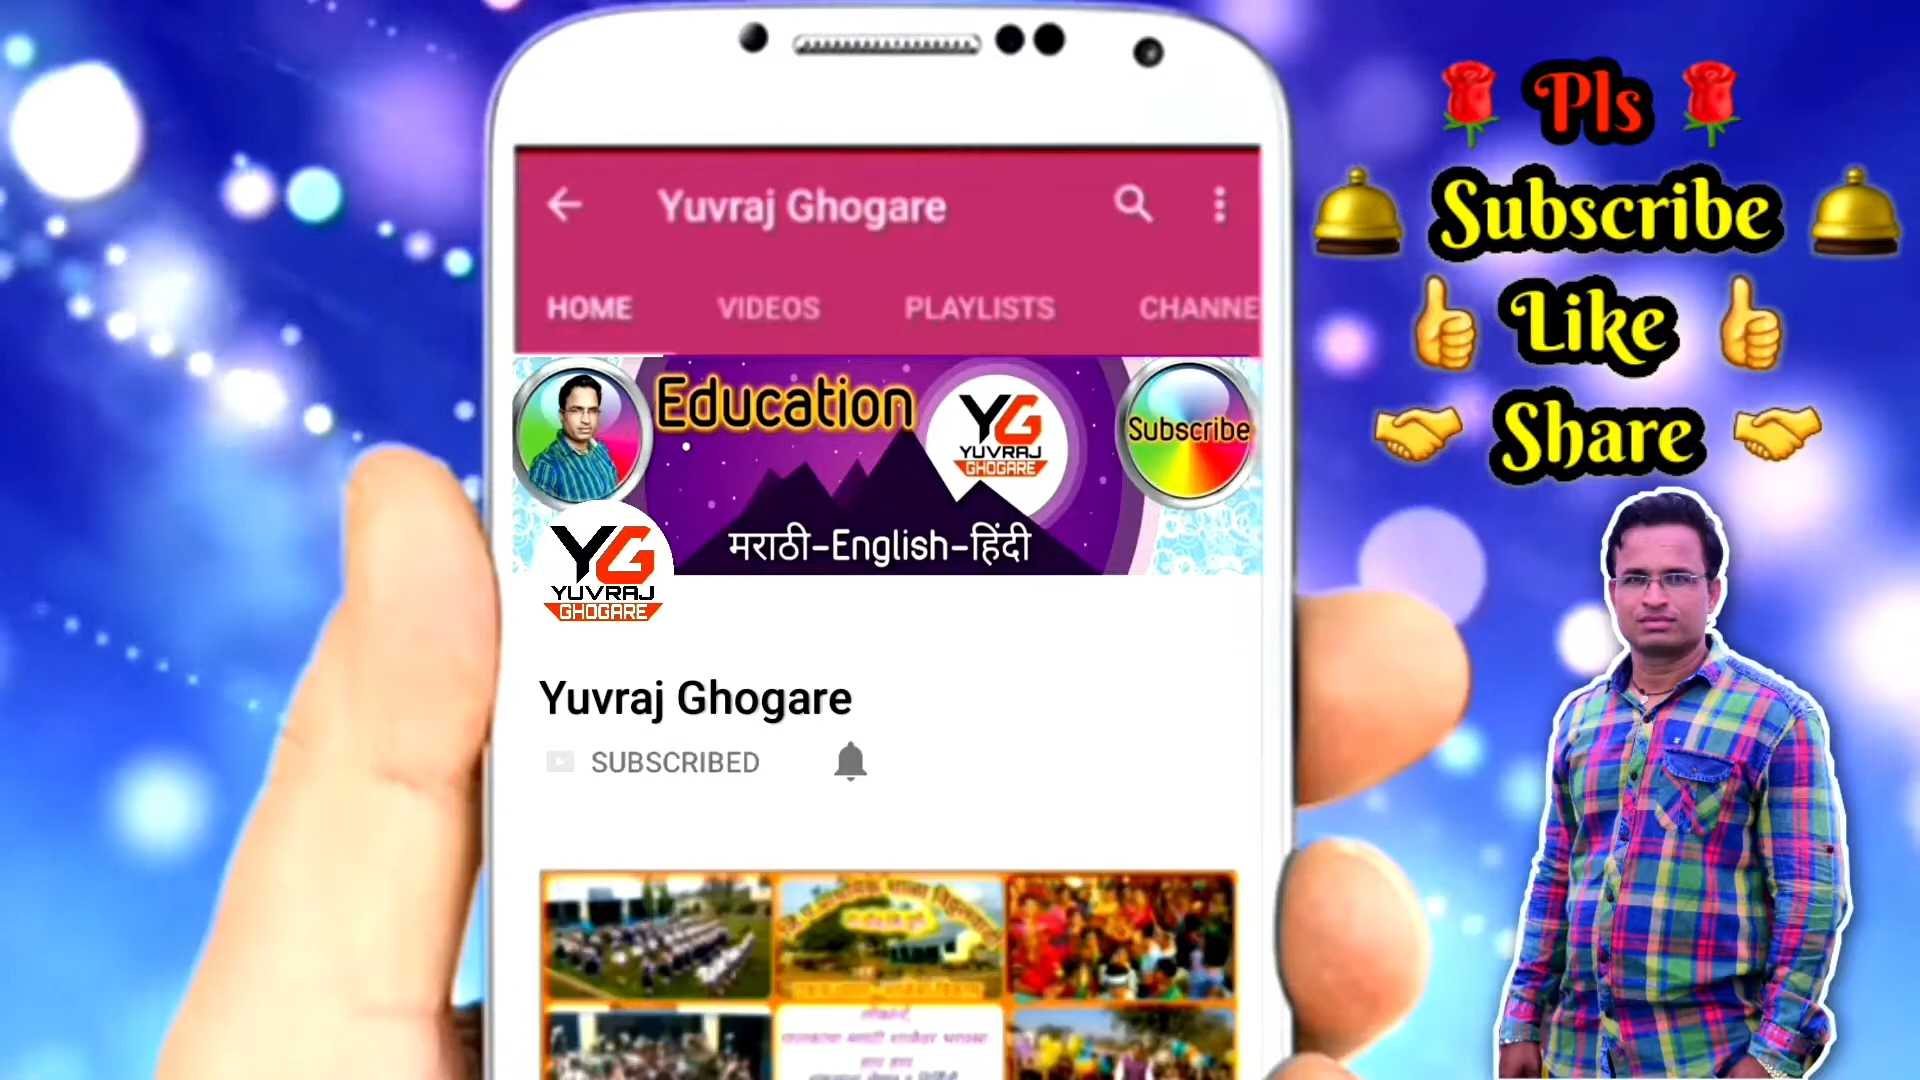 Yuvraj Ghogare
HOME VIDEOS PLAYLISTS CHANNE
Education
YG
YUVRAJ
GHOGARE
Subscribe
मराठी-English-हिंदी
YG
YUVRAJ
GHOGARE
Yuvraj Ghogare
SUBSCRIBED
Pls
Subscribe
Like
Share